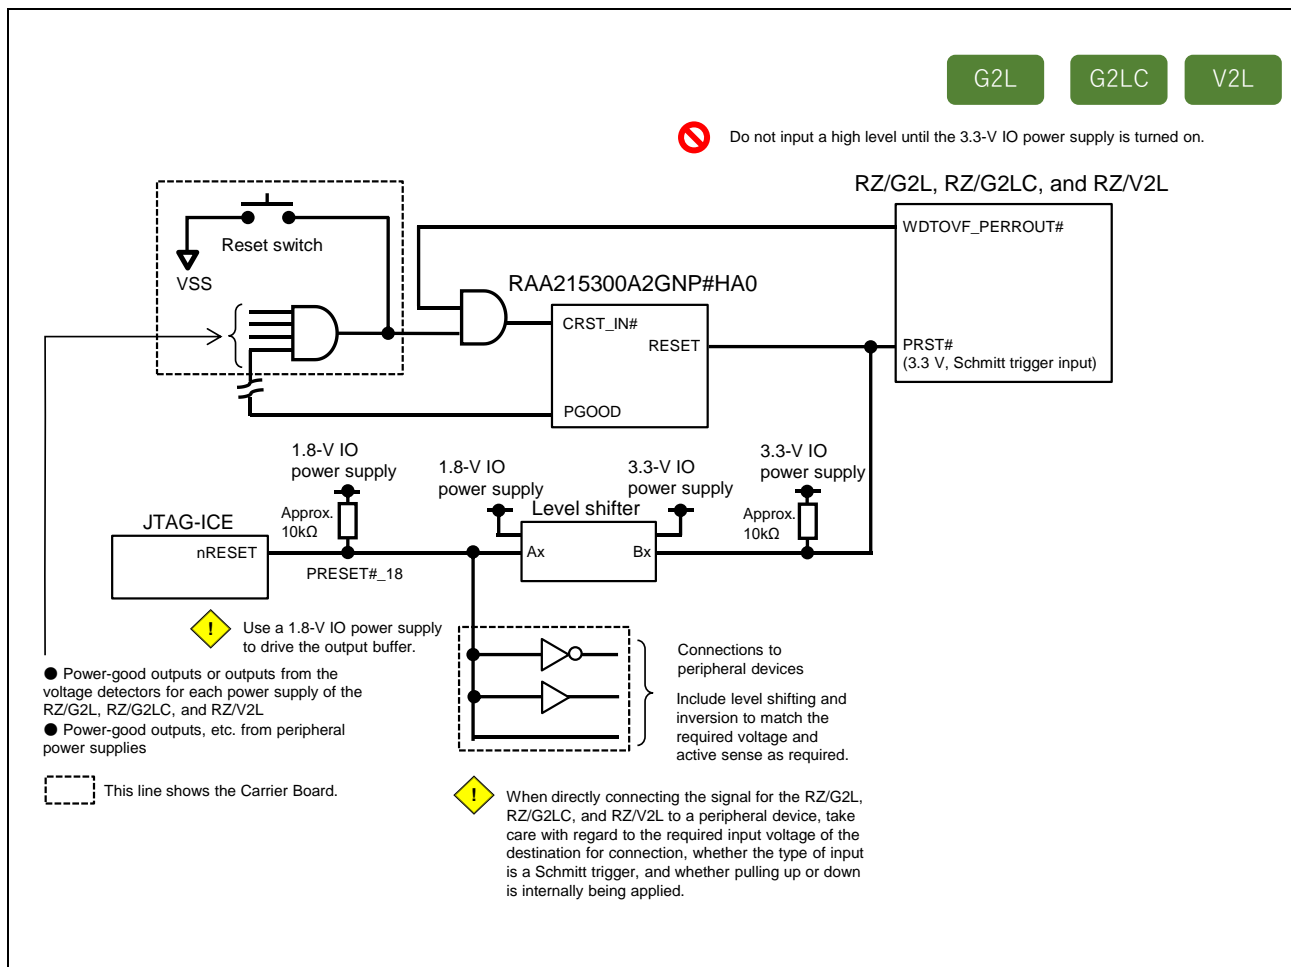 G2L
G2LC
V2L
Do not input a high level until the 3.3-V IO power supply is turned on.
RZ/G2L, RZ/G2LC, and RZ/V2L
WDTOVF_PERROUT#
Reset switch
VSS
RAA215300A2GNP#HA0
CRST_IN#
RESET
PGOOD
PRST#
(3.3 V, Schmitt trigger input)
1.8-V IO
power supply
1.8-V IO
power supply
3.3-V IO
power supply
3.3-V IO
power supply
Approx.
10kΩ
Level shifter
Approx.
10kΩ
JTAG-ICE
nRESET
Ax
Bx
PRESET#_18
!
Use a 1.8-V IO power supply
to drive the output buffer.
● Power-good outputs or outputs from the
voltage detectors for each power supply of the
RZ/G2L, RZ/G2LC, and RZ/V2L
● Power-good outputs, etc. from peripheral
power supplies
This line shows the Carrier Board.
Connections to
peripheral devices
Include level shifting and
inversion to match the
required voltage and
active sense as required.
!
When directly connecting the signal for the RZ/G2L,
RZ/G2LC, and RZ/V2L to a peripheral device, take
care with regard to the required input voltage of the
destination for connection, whether the type of input
is a Schmitt trigger, and whether pulling up or down
is internally being applied.